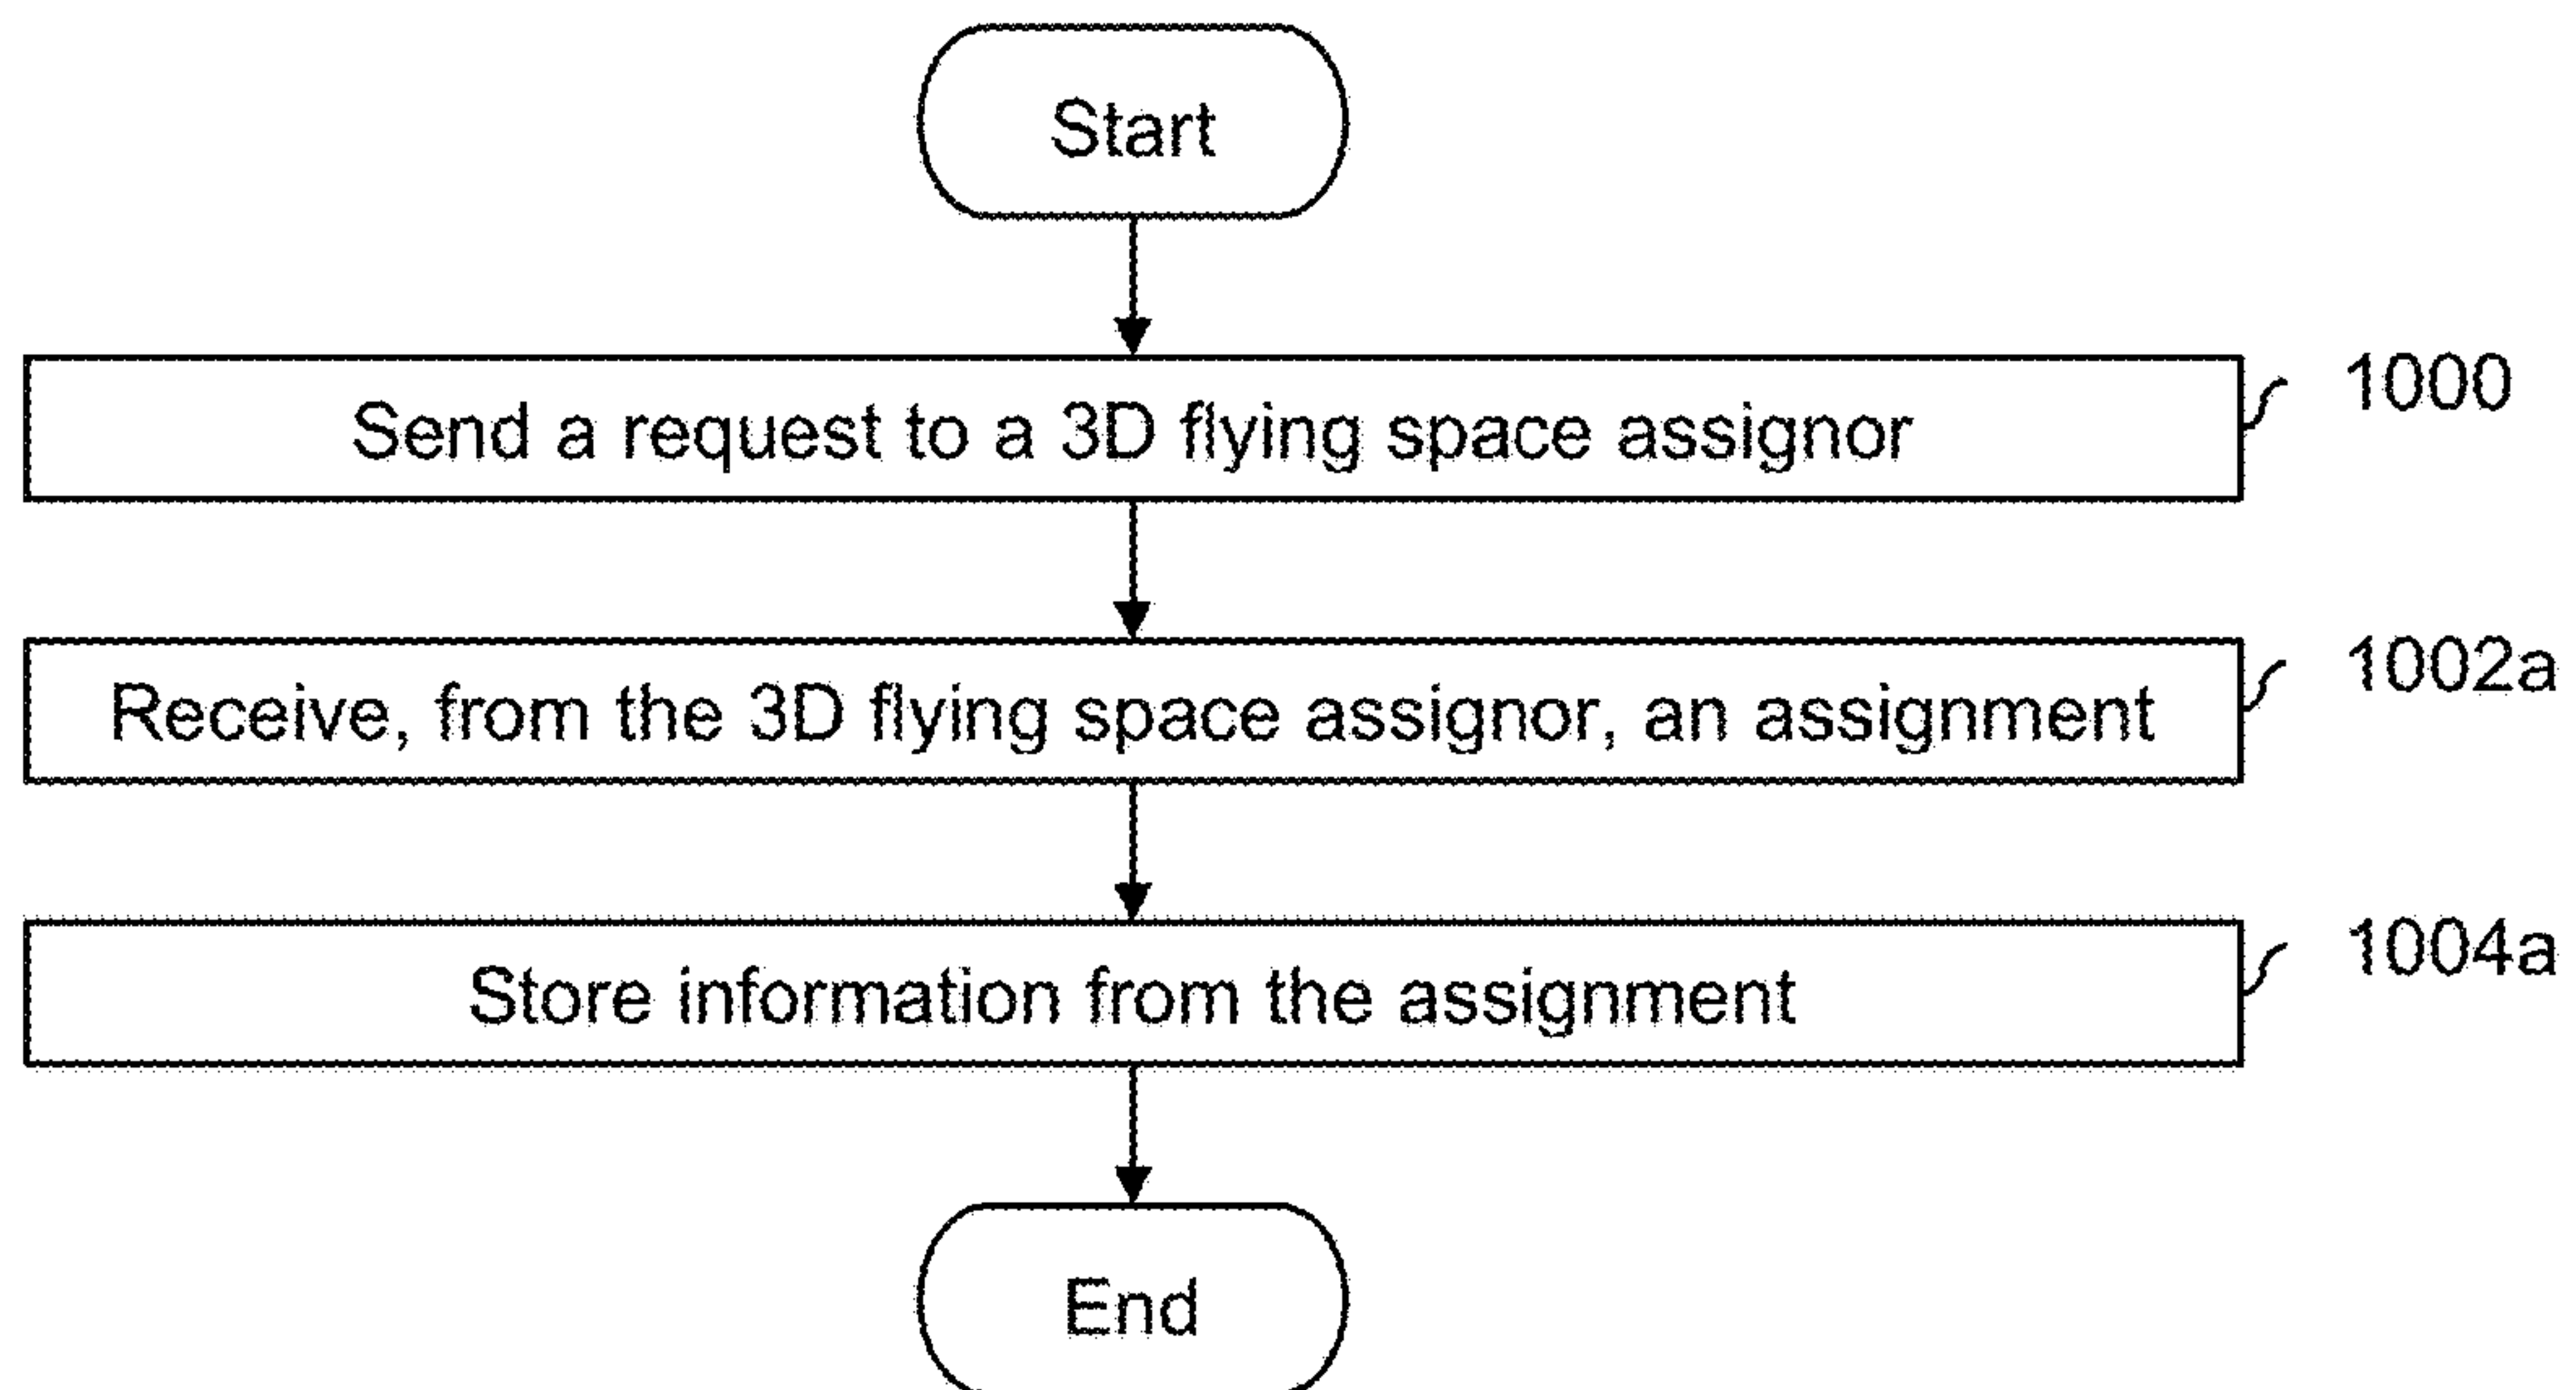 Start
Send a request to a 3D flying space assignor
1000
Receive, from the 3D flying space assignor, an assignment
1002a
Store information from the assignment
1004a
End